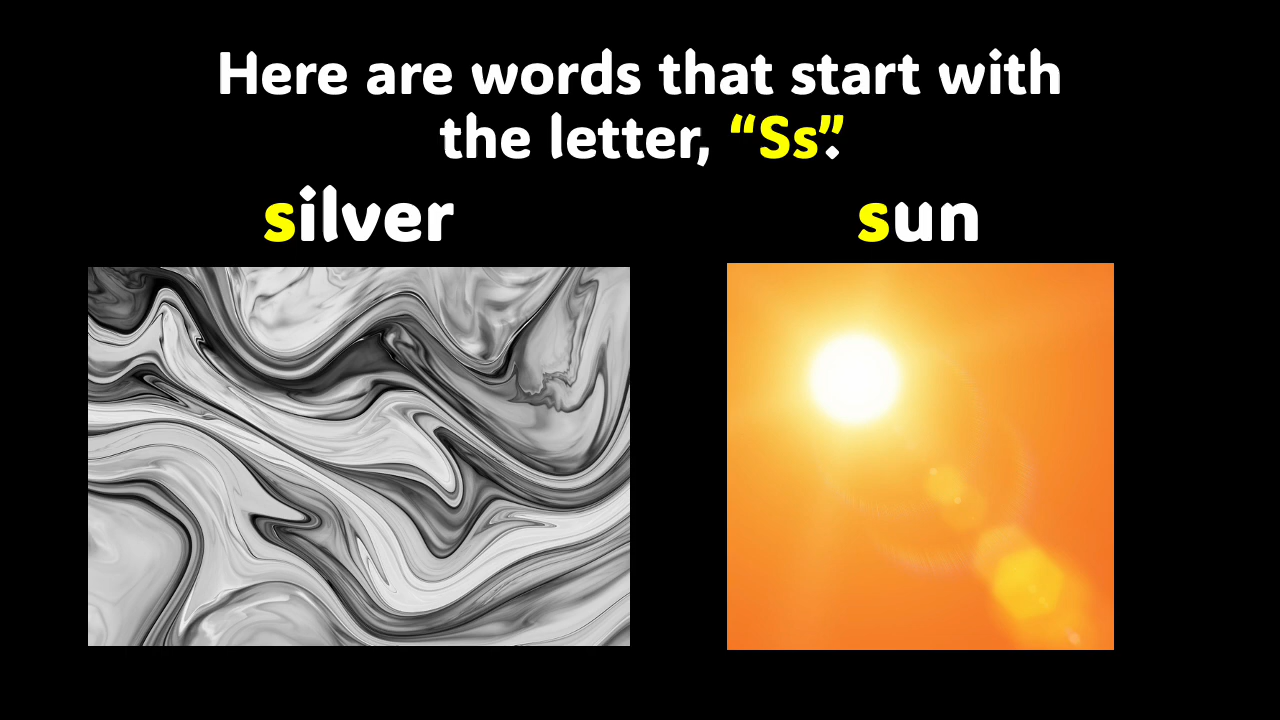 Here are words that start with
the letter, “Ss”.
silver
sun